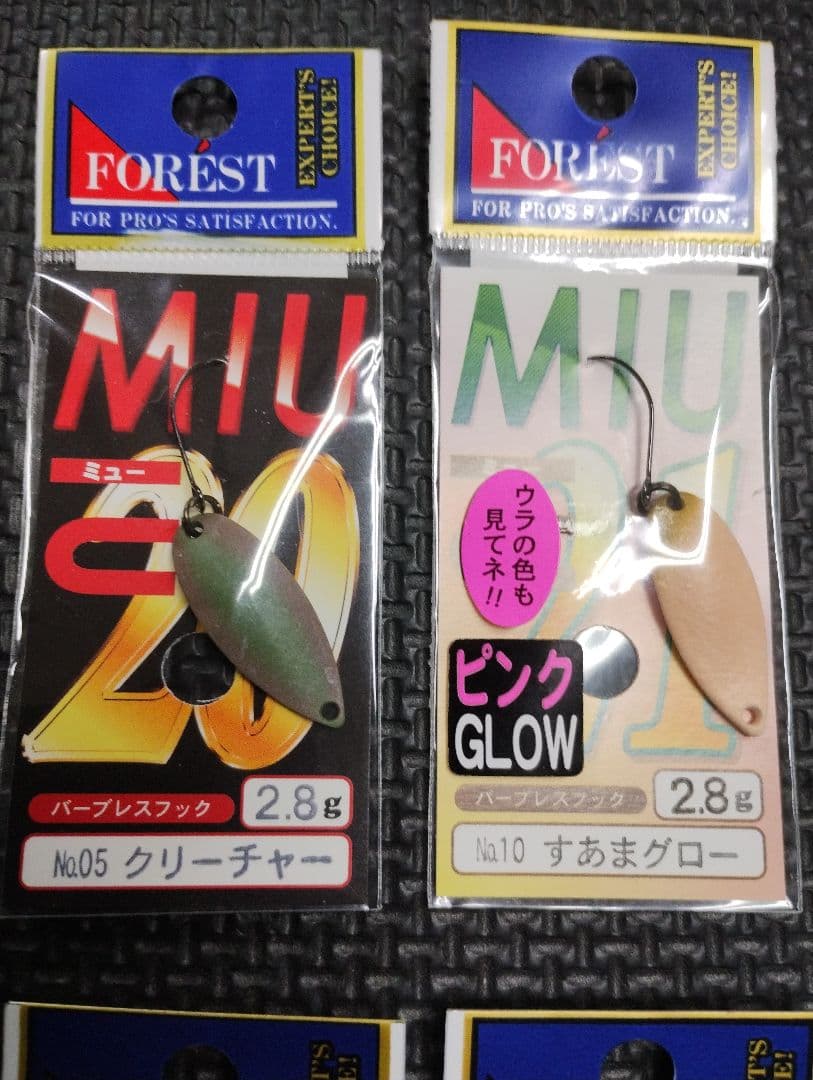 FORÉST
EXPERT'S
CHOICE!
FOR PRO'S SATISFACTION.
MIU
ミュー
20
バーブレスフック
2.8g
No.05 クリーチャー
FORÉST
EXPERT'S
CHOICE!
FOR PRO'S SATISFACTION.
MIU
21
ウラの色も
見てネ!!
ピンク
GLOW
バーブレスフック
2.8g
No.10 すあまグロー